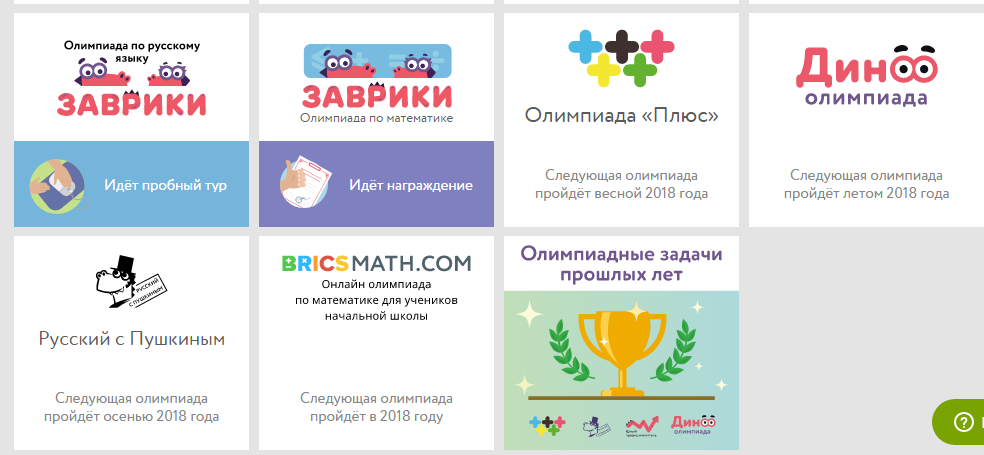 Олимпиада по русскому
языку
ЗАВРИКИ
Идёт пробный тур
ЗАВРИКИ
Олимпиада по математике
Идёт награждение
Олимпиада «Плюс»
Следующая олимпиада
пройдёт весной 2018 года
Дино
олимпиада
Следующая олимпиада
пройдёт летом 2018 года
РУССКИЙ
С ПУШКИНЫМ
Русский с Пушкиным
Следующая олимпиада
пройдёт осенью 2018 года
BRICSMATH.COM
Онлайн олимпиада
по математике для учеников
начальной школы
Следующая олимпиада
пройдёт в 2018 году
Олимпиадные задачи
прошлых лет
Дино
олимпиада
?